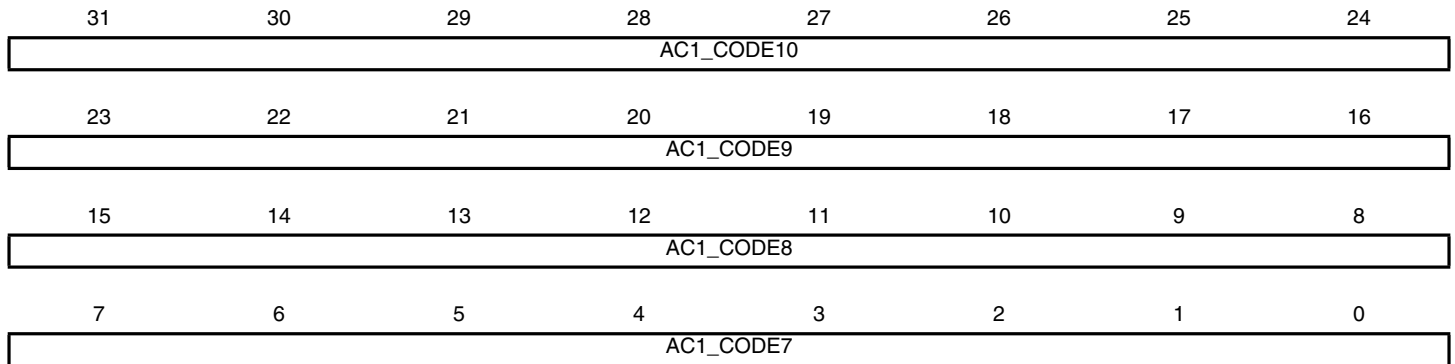 31 30 29 28 27 26 25 24
AC1_CODE10
23 22 21 20 19 18 17 16
AC1_CODE9
15 14 13 12 11 10 9 8
AC1_CODE8
7 6 5 4 3 2 1 0
AC1_CODE7